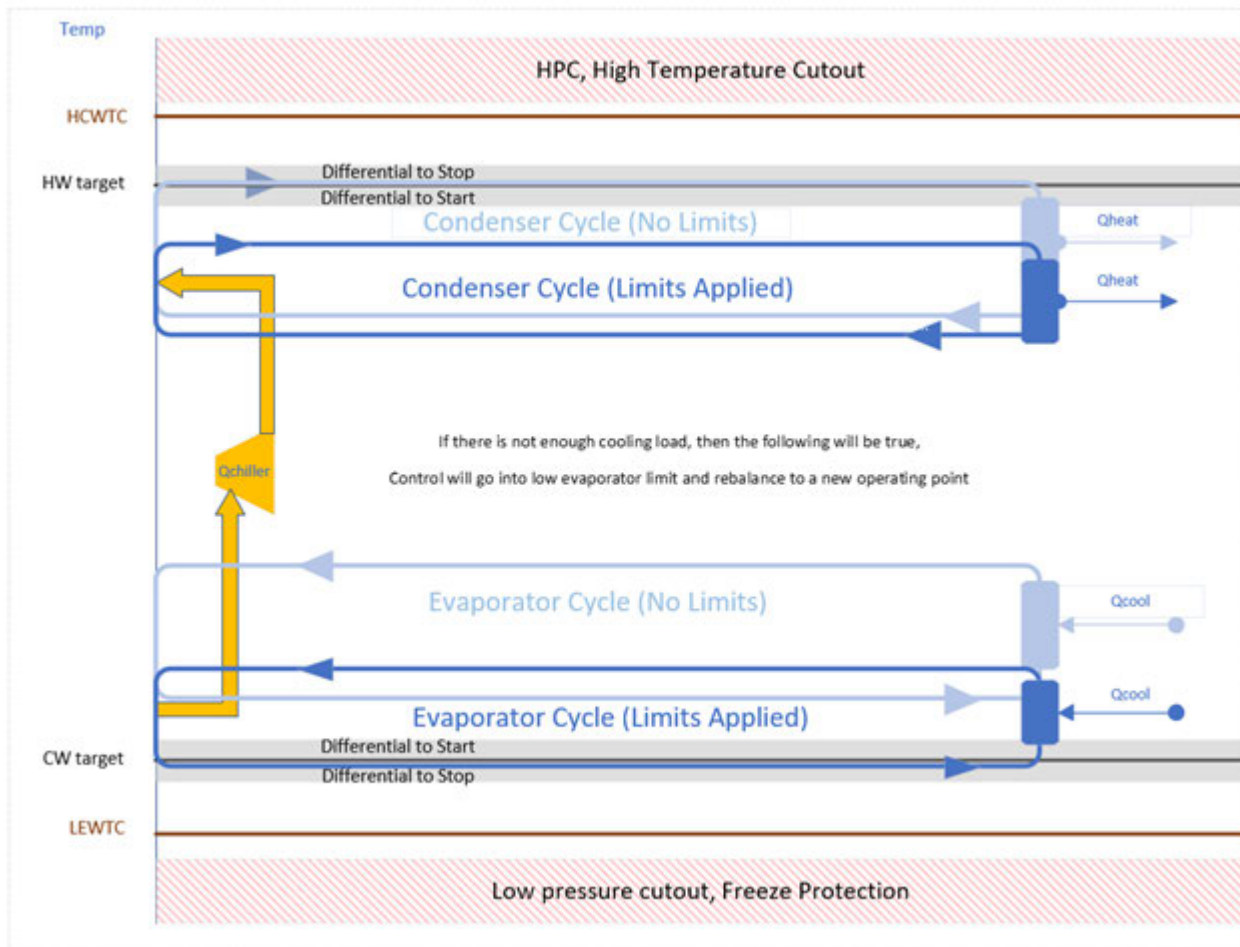 Temp
HPC, High Temperature Cutout
HCWTC
Differential to Stop
HW target
Differential to Start
Condenser Cycle (No Limits)
Qheat
Condenser Cycle (Limits Applied)
Qheat
If there is not enough cooling load, then the following will be true,
Qchiller
Control will go into low evaporator limit and rebalance to a new operating point
Evaporator Cycle (No Limits)
Qcool
Qcool
Evaporator Cycle (Limits Applied)
Differential to Start
CW target
Differential to Stop
LEWTC
Low pressure cutout, Freeze Protection